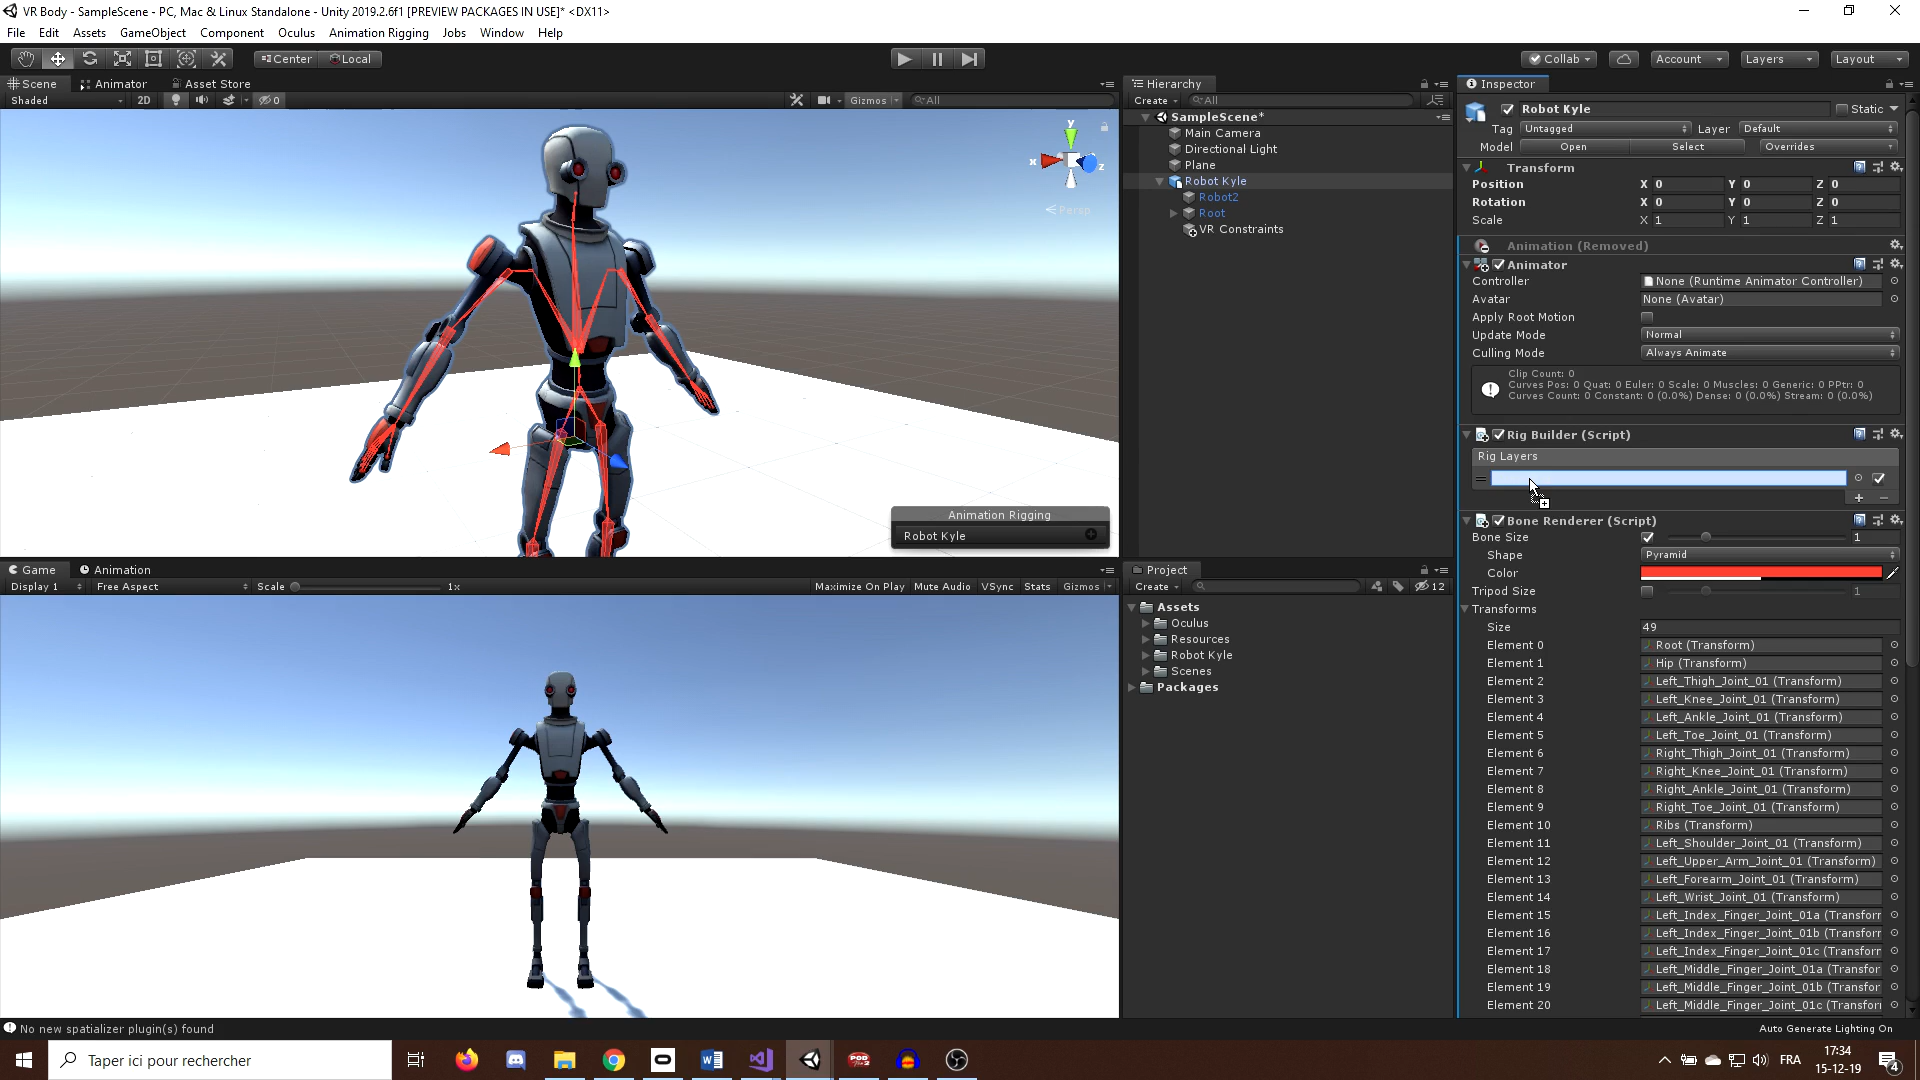 VR Body - SampleScene - PC, Mac & Linux Standalone - Unity 2019.2.6f1 [PREVIEW PACKAGES IN USE]* <DX11>
File Edit Assets GameObject Component Oculus Animation Rigging Jobs Window Help
Center Local
Collab Account Layers Layout
Scene Animator Asset Store
Shaded 2D 0 Gizmos All
y
x
z
Persp
Animation Rigging
Robot Kyle
Game Animation
Display 1 Free Aspect Scale 1x Maximize On Play Mute Audio VSync Stats Gizmos
Hierarchy
Create All
SampleScene*
Main Camera
Directional Light
Plane
Robot Kyle
Robot2
Root
VR Constraints
Project
Create 12
Assets
Oculus
Resources
Robot Kyle
Scenes
Packages
Inspector
Robot Kyle Static
Tag Untagged Layer Default
Model Open Select Overrides
Transform
Position X 0 Y 0 Z 0
Rotation X 0 Y 0 Z 0
Scale X 1 Y 1 Z 1
Animation (Removed)
Animator
Controller None (Runtime Animator Controller)
Avatar None (Avatar)
Apply Root Motion
Update Mode Normal
Culling Mode Always Animate
Clip Count: 0
Curves Pos: 0 Quat: 0 Euler: 0 Scale: 0 Muscles: 0 Generic: 0 PPtr: 0
Curves Count: 0 Constant: 0 (0.0%) Dense: 0 (0.0%) Stream: 0 (0.0%)
Rig Builder (Script)
Rig Layers
Bone Renderer (Script)
Bone Size 1
Shape Pyramid
Color
Tripod Size 1
Transforms
Size 49
Element 0 Root (Transform)
Element 1 Hip (Transform)
Element 2 Left_Thigh_Joint_01 (Transform)
Element 3 Left_Knee_Joint_01 (Transform)
Element 4 Left_Ankle_Joint_01 (Transform)
Element 5 Left_Toe_Joint_01 (Transform)
Element 6 Right_Thigh_Joint_01 (Transform)
Element 7 Right_Knee_Joint_01 (Transform)
Element 8 Right_Ankle_Joint_01 (Transform)
Element 9 Right_Toe_Joint_01 (Transform)
Element 10 Ribs (Transform)
Element 11 Left_Shoulder_Joint_01 (Transform)
Element 12 Left_Upper_Arm_Joint_01 (Transform)
Element 13 Left_Forearm_Joint_01 (Transform)
Element 14 Left_Wrist_Joint_01 (Transform)
Element 15 Left_Index_Finger_Joint_01a (Transforr
Element 16 Left_Index_Finger_Joint_01b (Transforr
Element 17 Left_Index_Finger_Joint_01c (Transforr
Element 18 Left_Middle_Finger_Joint_01a (Transfor
Element 19 Left_Middle_Finger_Joint_01b (Transfor
Element 20 Left_Middle_Finger_Joint_01c (Transfor
No new spatializer plugin(s) found
Auto Generate Lighting On
Taper ici pour rechercher
FRA
17:34
15-12-19
4